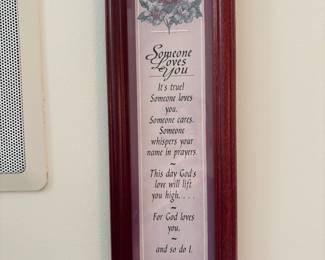 Someone
Loves
You
It's true!
Someone loves
you.
Someone cares.
Someone
whispers your
name in prayers.
~
This day God's
love will lift
you high. . . .
~
For God loves
you.
~
and so do I.